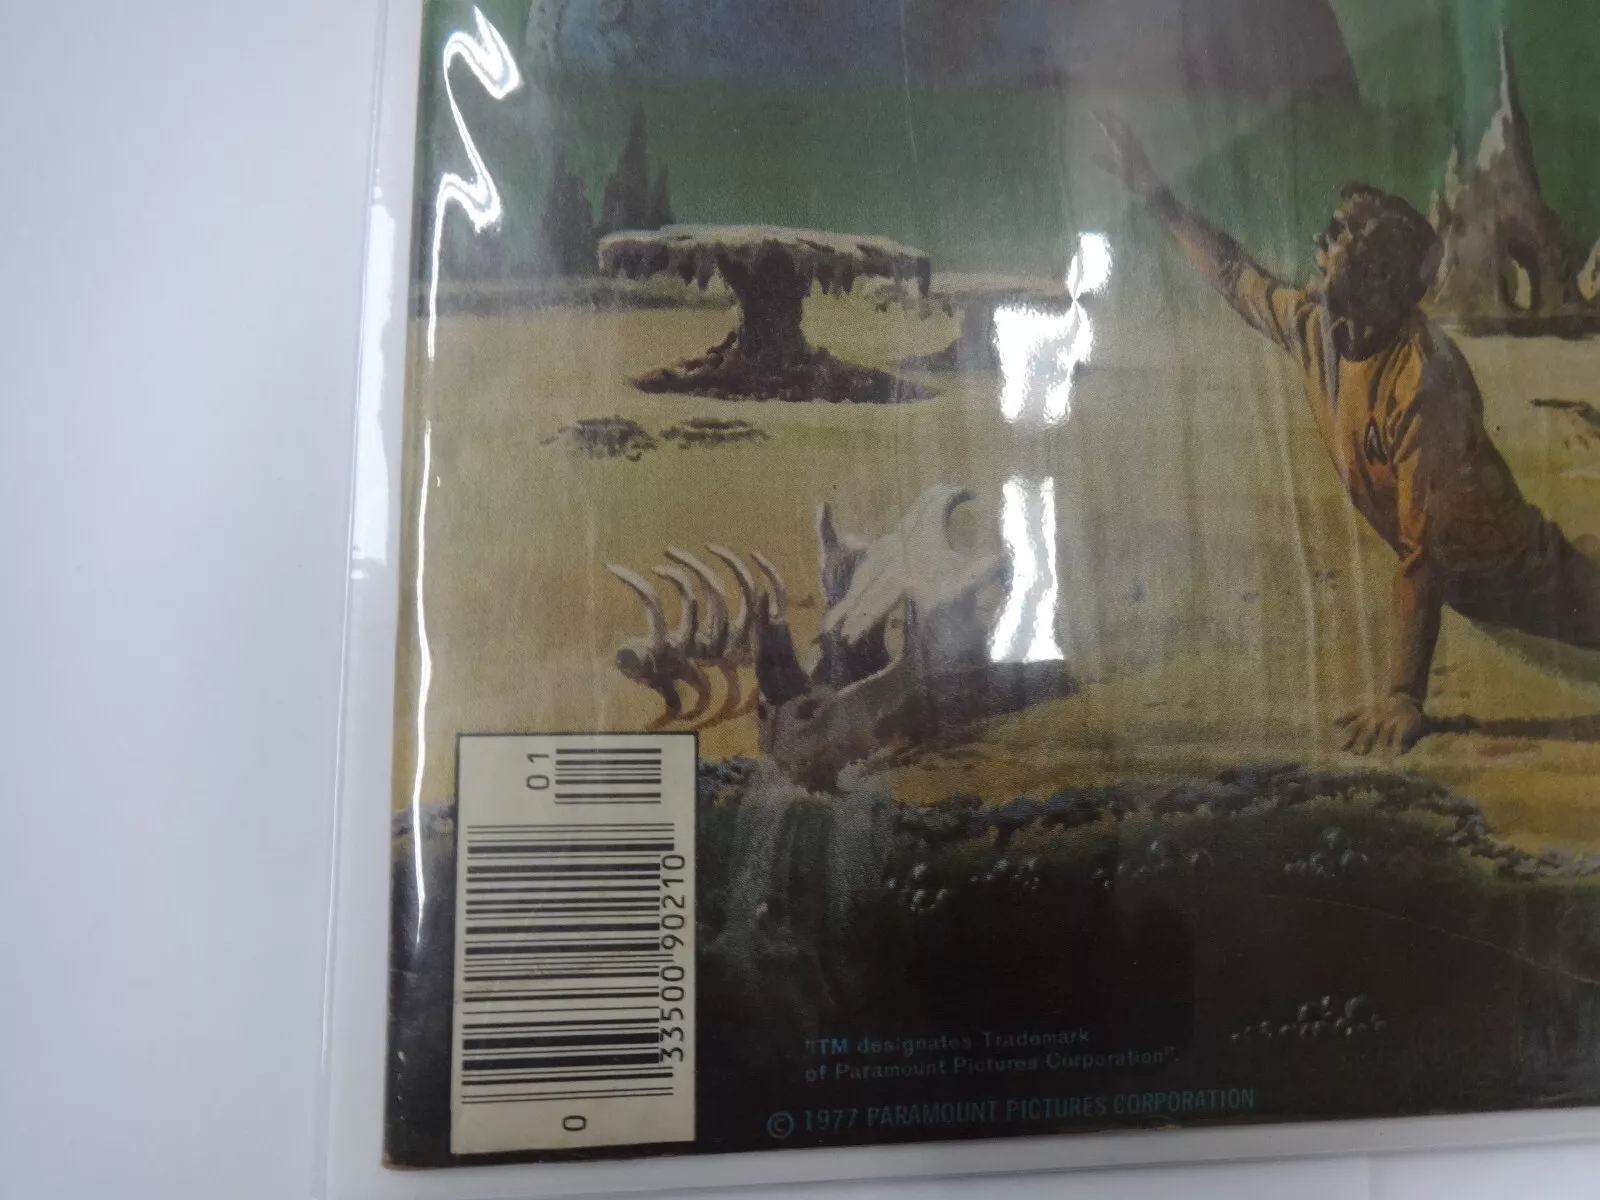 01
33500 90210
0
"TM designates Trademark
of Paramount Pictures Corporation".
© 1977 PARAMOUNT PICTURES CORPORATION